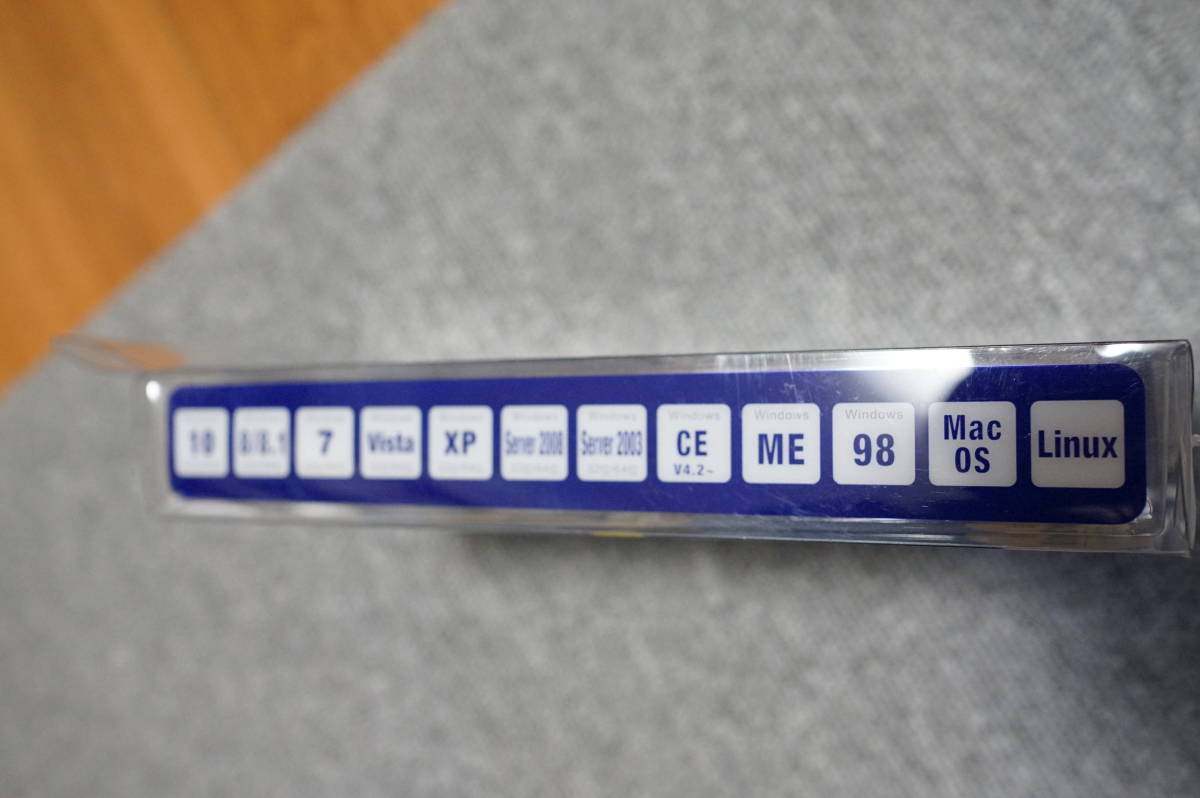 10
8/8.1
7
Vista
Windows
XP
Windows
Server 2008
Windows
Server 2003
Windows
CE
V4.2~
Windows
ME
Windows
98
Mac
OS
Linux